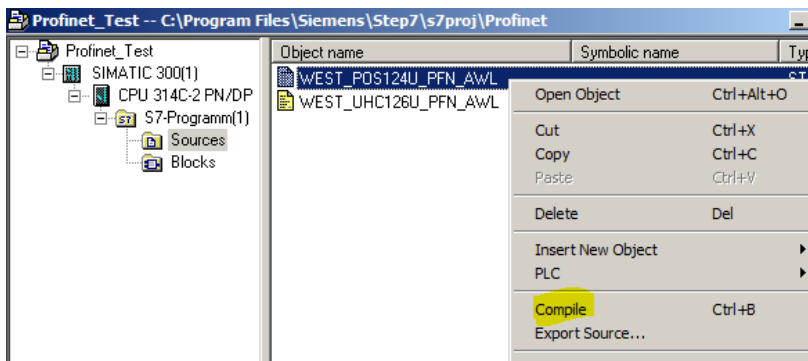 Profinet_Test -- C:\Program Files\Siemens\Step7\s7proj\Profinet
Profinet_Test
SIMATIC 300(1)
CPU 314C-2 PN/DP
S7-Programm(1)
Sources
Blocks
Object name Symbolic name Typ
WEST_POS124U_PFN_AWL ST
WEST_UHC126U_PFN_AWL
Open Object Ctrl+Alt+O
Cut Ctrl+X
Copy Ctrl+C
Paste Ctrl+V
Delete Del
Insert New Object
PLC
Compile Ctrl+B
Export Source...